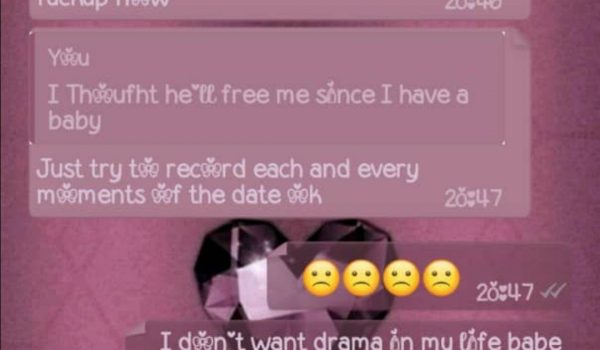 20:46
You
I Thoufht he'll free me since I have a
baby
Just try to record each and every
moments of the date ok
20:47
☹☹☹☹ 20:47
I don't want drama in my life babe